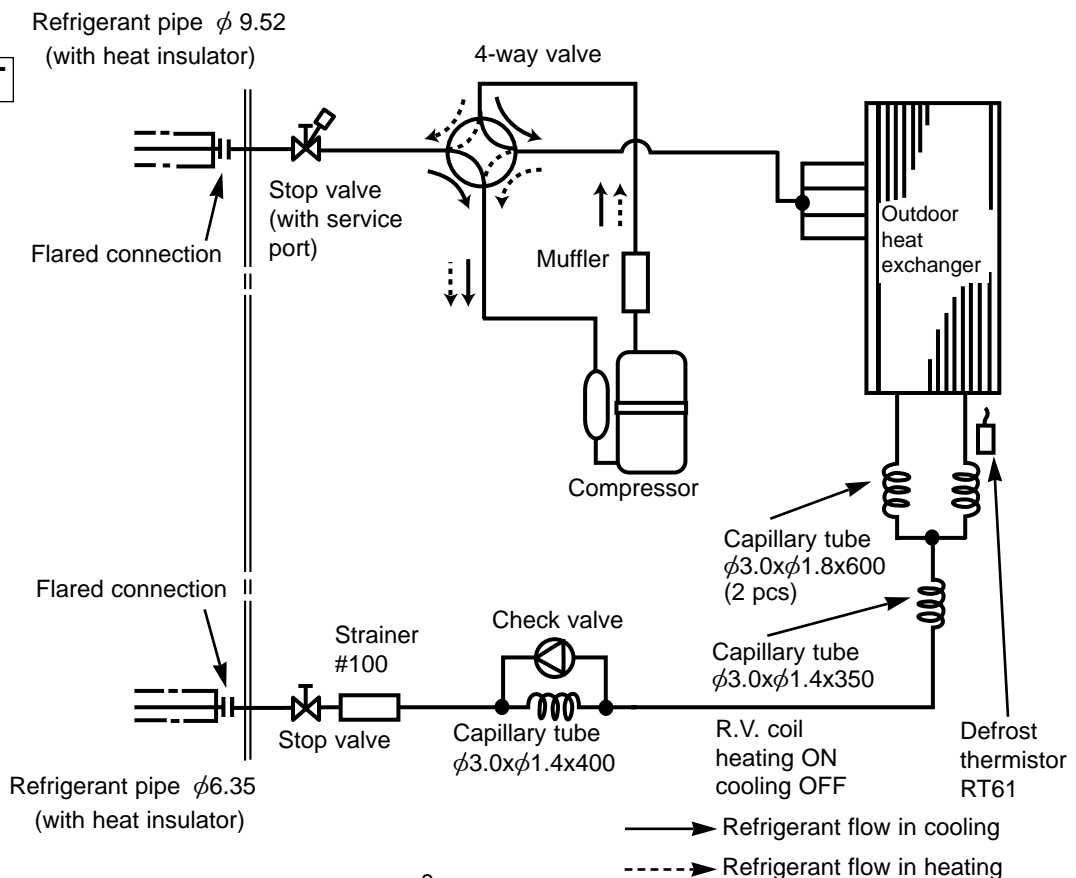 Refrigerant pipe ϕ 9.52
(with heat insulator)
4-way valve
Stop valve
(with service
port)
Flared connection
Muffler
Outdoor
heat
exchanger
Compressor
Capillary tube
ϕ3.0xϕ1.8x600
(2 pcs)
Flared connection
Strainer
#100
Check valve
Capillary tube
ϕ3.0xϕ1.4x350
Stop valve
Capillary tube
ϕ3.0xϕ1.4x400
R.V. coil
heating ON
cooling OFF
Defrost
thermistor
RT61
Refrigerant pipe ϕ6.35
(with heat insulator)
Refrigerant flow in cooling
Refrigerant flow in heating